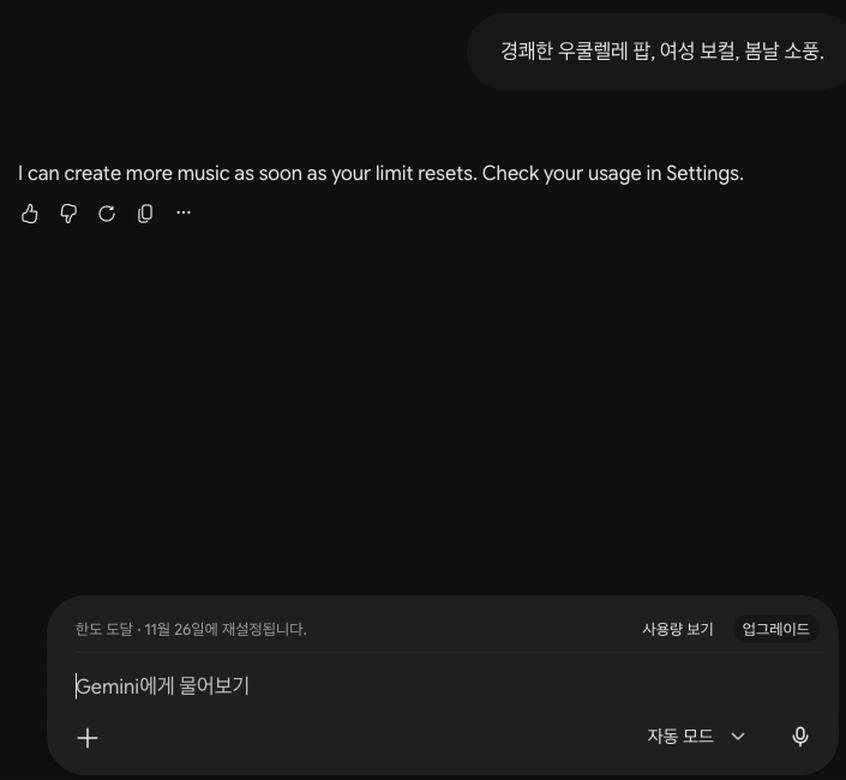 경쾌한 우쿨렐레 팝, 여성 보컬, 봄날 소풍.
I can create more music as soon as your limit resets. Check your usage in Settings.
한도 도달 · 11월 26일에 재설정됩니다.
사용량 보기
업그레이드
Gemini에게 물어보기
자동 모드